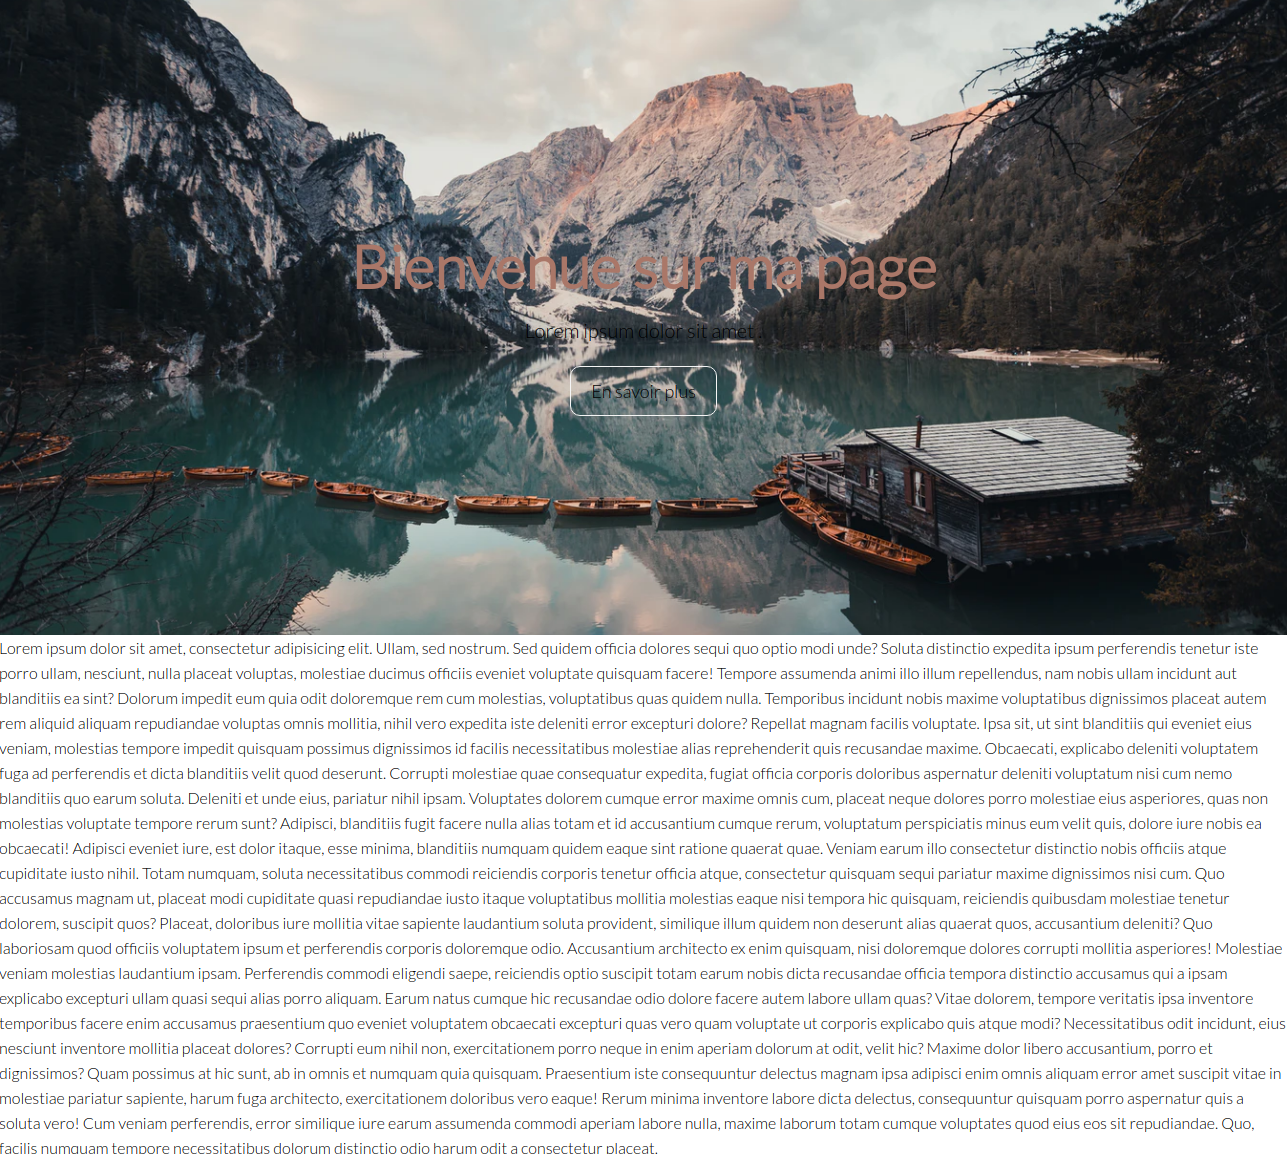 Bienvenue sur ma page
Lorem ipsum dolor sit amet..
En savoir plus
Lorem ipsum dolor sit amet, consectetur adipisicing elit. Ullam, sed nostrum. Sed quidem officia dolores sequi quo optio modi unde? Soluta distinctio expedita ipsum perferendis tenetur iste
porro ullam, nesciunt, nulla placeat voluptas, molestiae ducimus officiis eveniet voluptate quisquam facere! Tempore assumenda animi illo illum repellendus, nam nobis ullam incidunt aut
blanditiis ea sint? Dolorum impedit eum quia odit doloremque rem cum molestias, voluptatibus quas quidem nulla. Temporibus incidunt nobis maxime voluptatibus dignissimos placeat autem
rem aliquid aliquam repudiandae voluptas omnis mollitia, nihil vero expedita iste deleniti error excepturi dolore? Repellat magnam facilis voluptate. Ipsa sit, ut sint blanditiis qui eveniet eius
veniam, molestias tempore impedit quisquam possimus dignissimos id facilis necessitatibus molestiae alias reprehenderit quis recusandae maxime. Obcaecati, explicabo deleniti voluptatem
fuga ad perferendis et dicta blanditiis velit quod deserunt. Corrupti molestiae quae consequatur expedita, fugiat officia corporis doloribus aspernatur deleniti voluptatum nisi cum nemo
blanditiis quo earum soluta. Deleniti et unde eius, pariatur nihil ipsam. Voluptates dolorem cumque error maxime omnis cum, placeat neque dolores porro molestiae eius asperiores, quas non
molestias voluptate tempore rerum sunt? Adipisci, blanditiis fugit facere nulla alias totam et id accusantium cumque rerum, voluptatum perspiciatis minus eum velit quis, dolore iure nobis ea
obcaecati! Adipisci eveniet iure, est dolor itaque, esse minima, blanditiis numquam quidem eaque sint ratione quaerat quae. Veniam earum illo consectetur distinctio nobis officiis atque
cupiditate iusto nihil. Totam numquam, soluta necessitatibus commodi reiciendis corporis tenetur officia atque, consectetur quisquam sequi pariatur maxime dignissimos nisi cum. Quo
accusamus magnam ut, placeat modi cupiditate quasi repudiandae iusto itaque voluptatibus mollitia molestias eaque nisi tempora hic quisquam, reiciendis quibusdam molestiae tenetur
dolorem, suscipit quos? Placeat, doloribus iure mollitia vitae sapiente laudantium soluta provident, similique illum quidem non deserunt alias quaerat quos, accusantium deleniti? Quo
laboriosam quod officiis voluptatem ipsum et perferendis corporis doloremque odio. Accusantium architecto ex enim quisquam, nisi doloremque dolores corrupti mollitia asperiores! Molestiae
veniam molestias laudantium ipsam. Perferendis commodi eligendi saepe, reiciendis optio suscipit totam earum nobis dicta recusandae officia tempora distinctio accusamus qui a ipsam
explicabo excepturi ullam quasi sequi alias porro aliquam. Earum natus cumque hic recusandae odio dolore facere autem labore ullam quas? Vitae dolorem, tempore veritatis ipsa inventore
temporibus facere enim accusamus praesentium quo eveniet voluptatem obcaecati excepturi quas vero quam voluptate ut corporis explicabo quis atque modi? Necessitatibus odit incidunt, eius
nesciunt inventore mollitia placeat dolores? Corrupti eum nihil non, exercitationem porro neque in enim aperiam dolorum at odit, velit hic? Maxime dolor libero accusantium, porro et
dignissimos? Quam possimus at hic sunt, ab in omnis et numquam quia quisquam. Praesentium iste consequuntur delectus magnam ipsa adipisci enim omnis aliquam error amet suscipit vitae in
molestiae pariatur sapiente, harum fuga architecto, exercitationem doloribus vero eaque! Rerum minima inventore labore dicta delectus, consequuntur quisquam porro aspernatur quis a
soluta vero! Cum veniam perferendis, error similique iure earum assumenda commodi aperiam labore nulla, maxime laborum totam cumque voluptates quod eius eos sit repudiandae. Quo,
facilis numquam tempore necessitatibus dolorum distinctio odio harum odit a consectetur placeat.